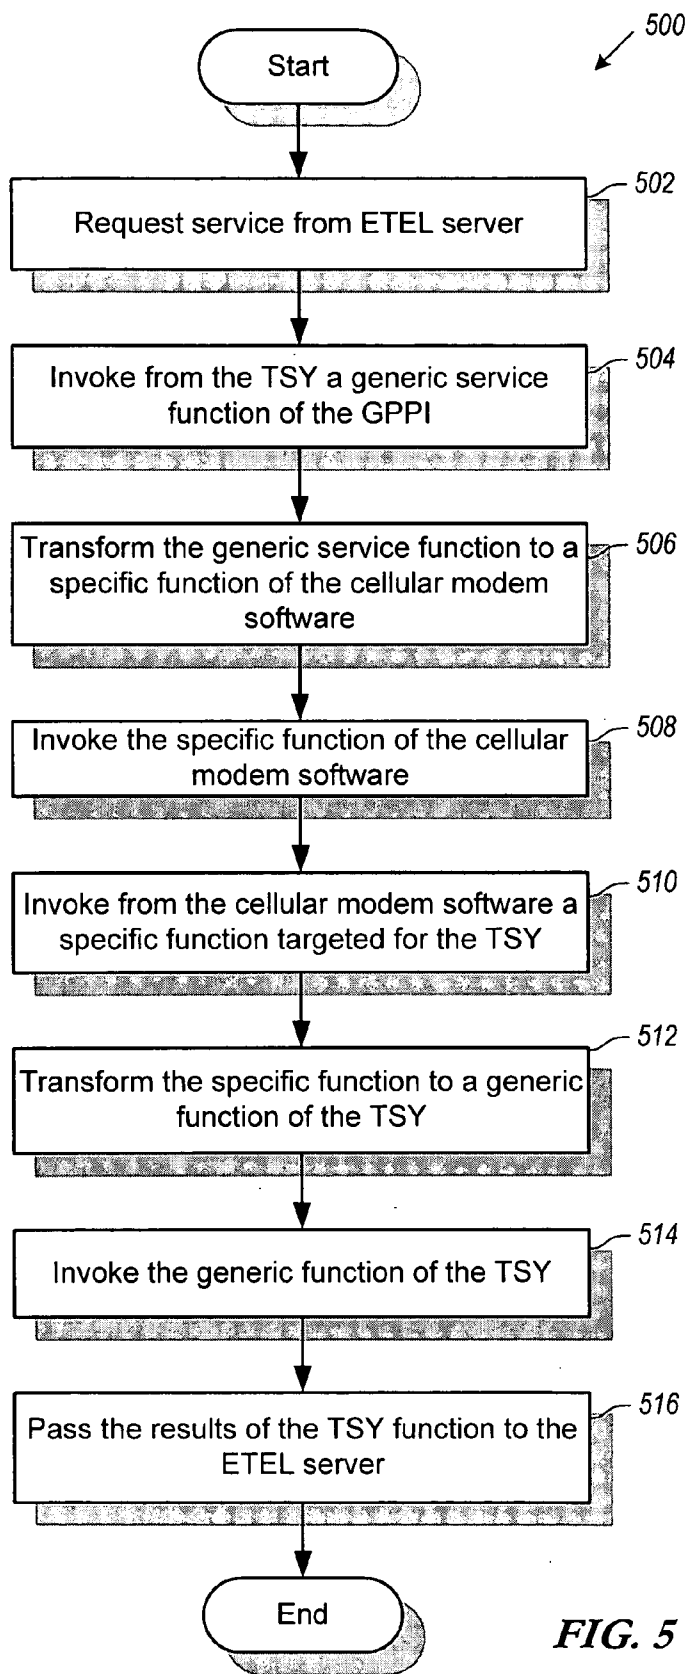 500
Start
502
Request service from ETEL server
504
Invoke from the TSY a generic service
function of the GPPI
506
Transform the generic service function to a
specific function of the cellular modem
software
508
Invoke the specific function of the cellular
modem software
510
Invoke from the cellular modem software a
specific function targeted for the TSY
512
Transform the specific function to a generic
function of the TSY
514
Invoke the generic function of the TSY
516
Pass the results of the TSY function to the
ETEL server
End
FIG. 5